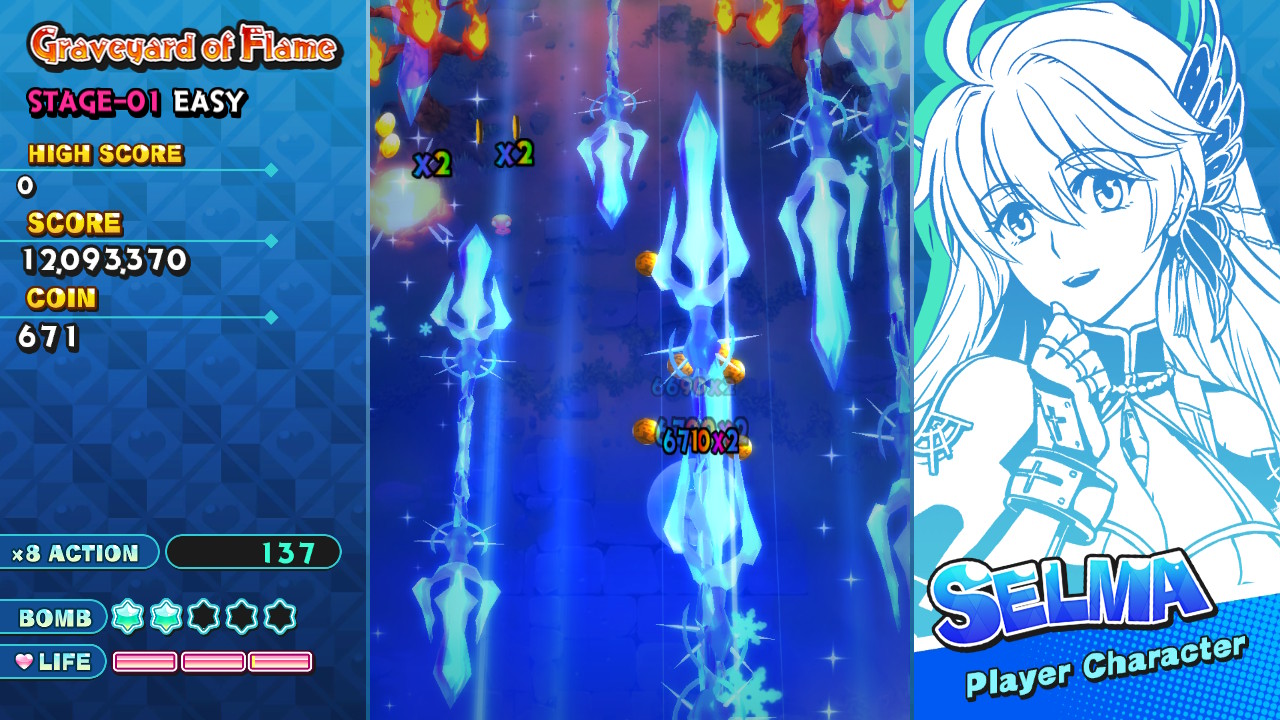 Graveyard of Flame
STAGE-01 EASY
HIGH SCORE
0
SCORE
12,093,370
COIN
671
×8 ACTION 137
BOMB
LIFE
x2
x2
6710x2
SELMA
Player Character